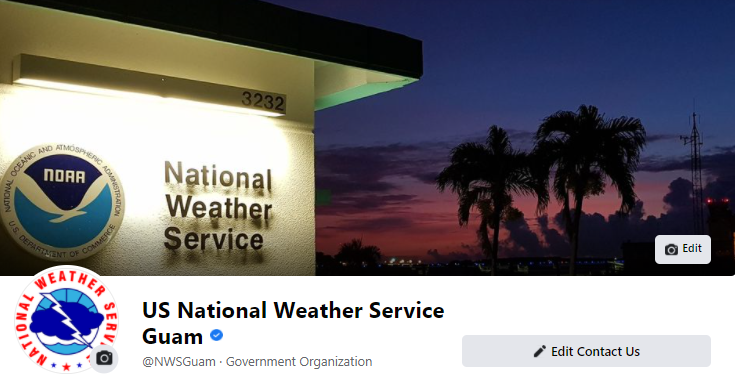 3232
NATIONAL OCEANIC AND ATMOSPHERIC ADMINISTRATION
NOAA
U.S. DEPARTMENT OF COMMERCE
National
Weather
Service
Edit
NATIONAL WEATHER SERV
US National Weather Service
Guam
@NWSGuam · Government Organization
Edit Contact Us